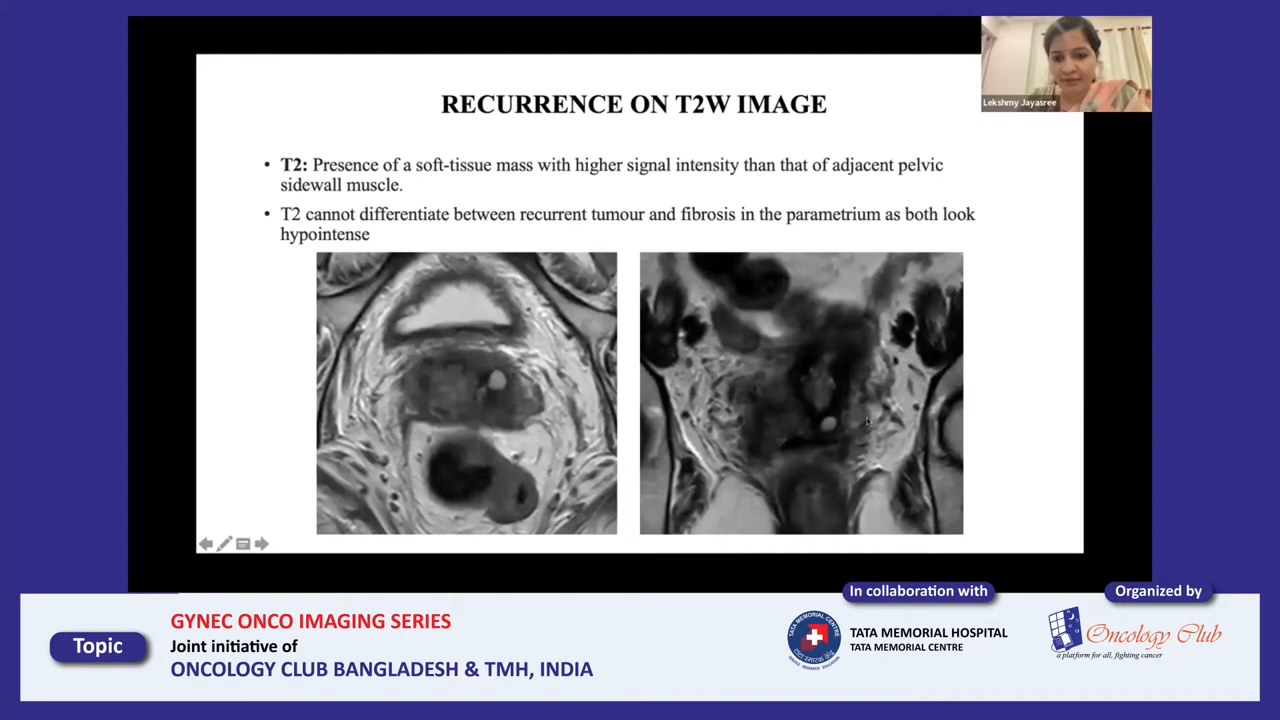 Lekshmy Jayasree
RECURRENCE ON T2W IMAGE
• T2: Presence of a soft-tissue mass with higher signal intensity than that of adjacent pelvic
sidewall muscle.
• T2 cannot differentiate between recurrent tumour and fibrosis in the parametrium as both look
hypointense
In collaboration with
Organized by
Topic
GYNEC ONCO IMAGING SERIES
Joint initiative of
ONCOLOGY CLUB BANGLADESH & TMH, INDIA
TATA MEMORIAL CENTRE
TATA MEMORIAL HOSPITAL
TATA MEMORIAL CENTRE
Oncology Club
a platform for all, fighting cancer